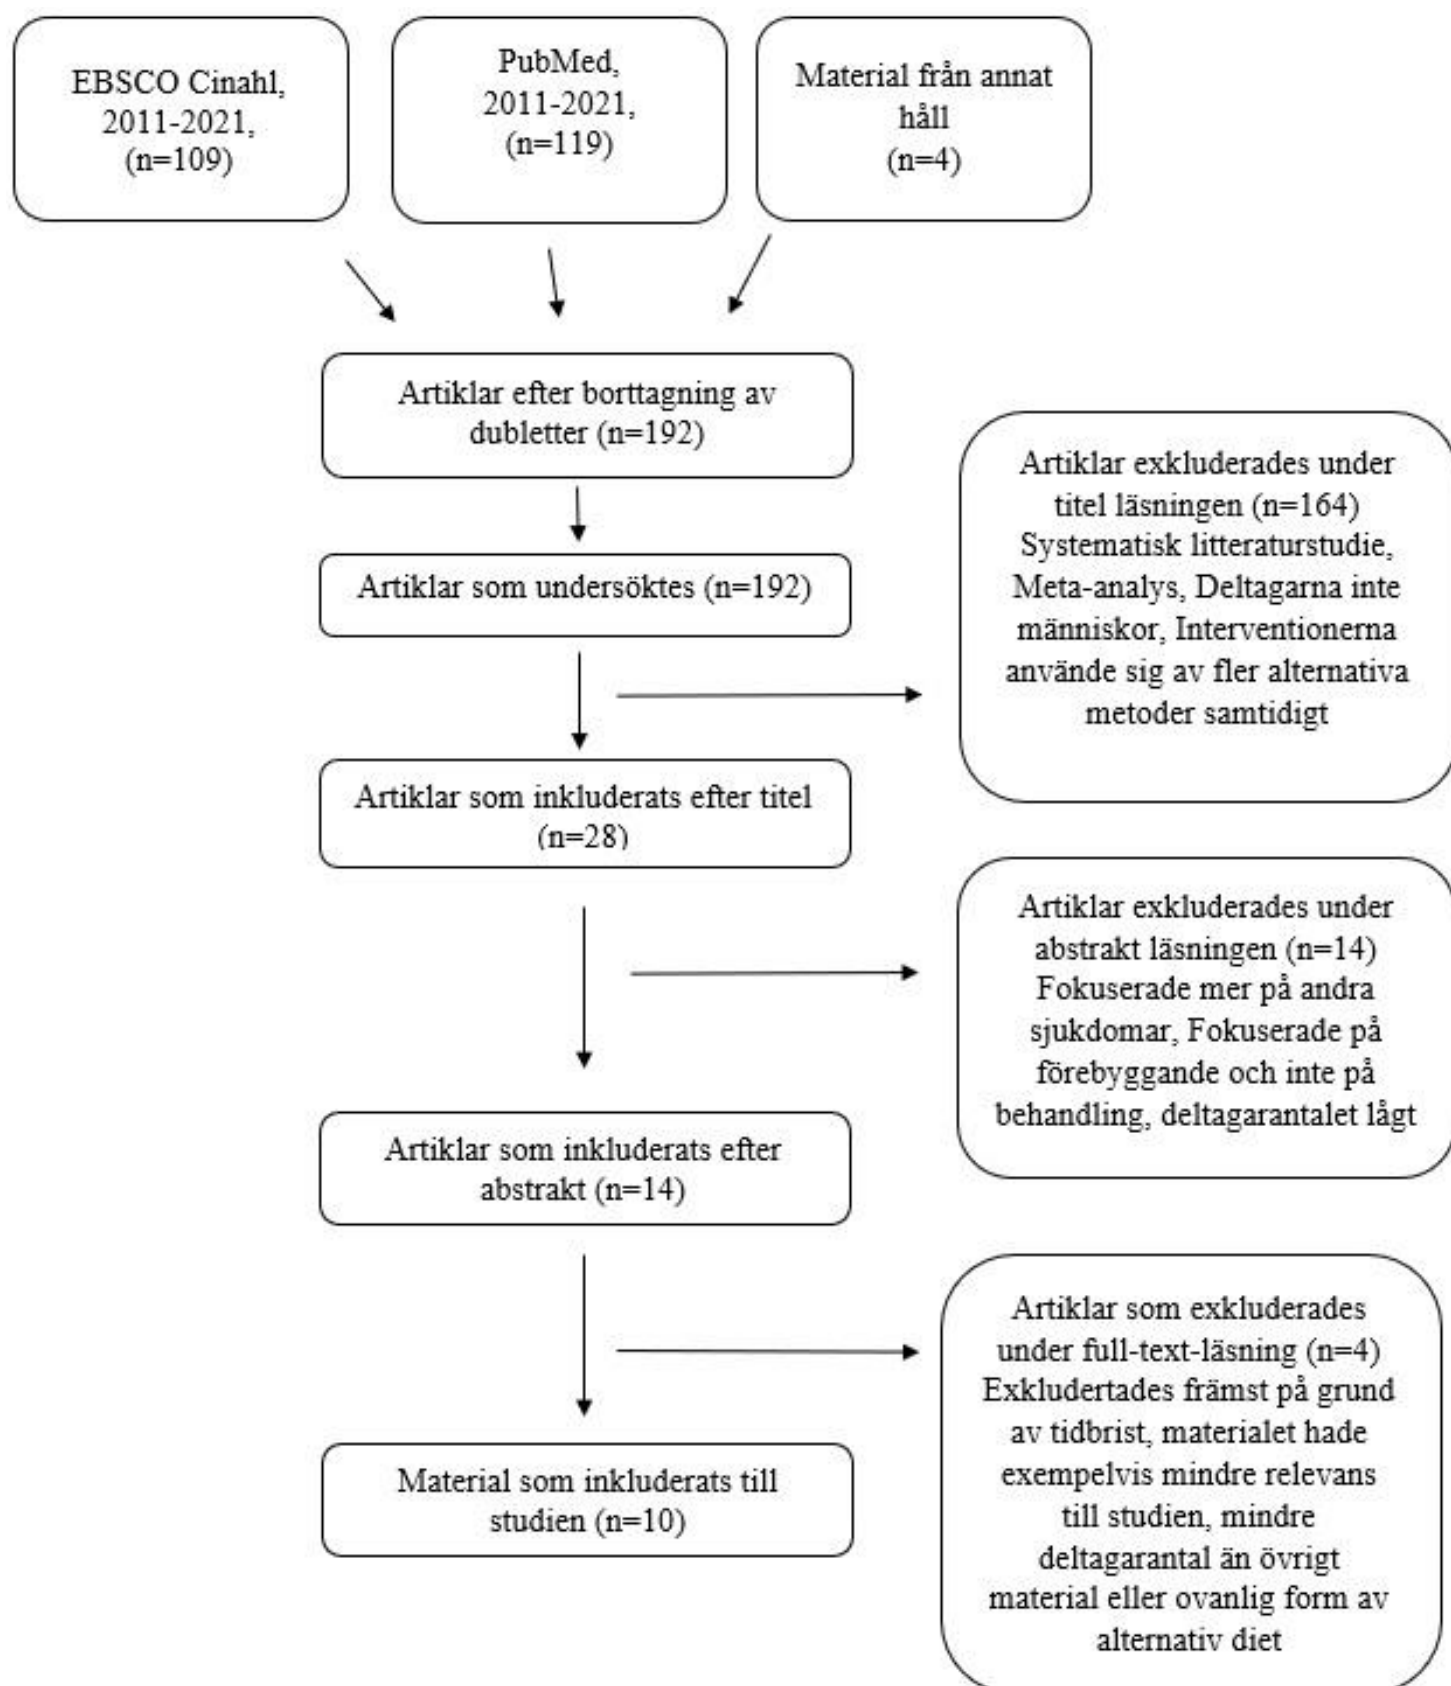 EBSCO Cinahl,
2011-2021,
(n=109)
PubMed,
2011-2021,
(n=119)
Material från annat
håll
(n=4)
Artiklar efter borttagning av
dubletter (n=192)
Artiklar som undersöktes (n=192)
Artiklar exkluderades under
titel läsningen (n=164)
Systematisk litteraturstudie,
Meta-analys, Deltagarna inte
människor, Interventionerna
använde sig av fler alternativa
metoder samtidigt
Artiklar som inkluderats efter titel
(n=28)
Artiklar exkluderades under
abstrakt läsningen (n=14)
Fokuserade mer på andra
sjukdomar, Fokuserade på
förebyggande och inte på
behandling, deltagarantalet lågt
Artiklar som inkluderats efter
abstrakt (n=14)
Artiklar som exkluderades
under full-text-läsning (n=4)
Exkludertades främst på grund
av tidbrist, materialet hade
exempelvis mindre relevans
till studien, mindre
deltagarantal än övrigt
material eller ovanlig form av
alternativ diet
Material som inkluderats till
studien (n=10)